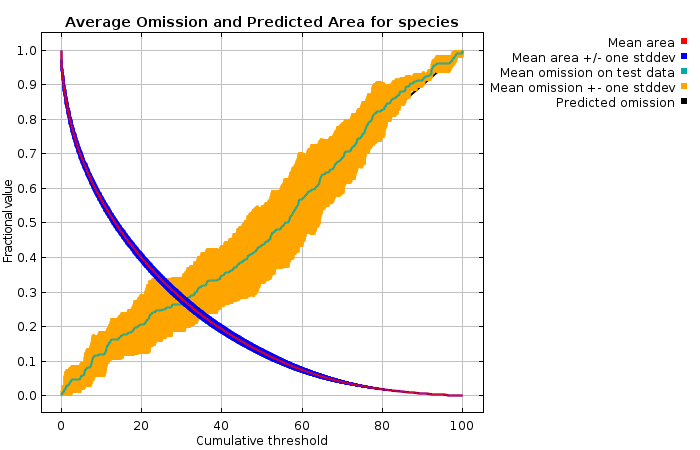 Average Omission and Predicted Area for species
Mean area
Mean area +/- one stddev
Mean omission on test data
Mean omission +- one stddev
Predicted omission
Fractional value
1.0
0.9
0.8
0.7
0.6
0.5
0.4
0.3
0.2
0.1
0.0
0 20 40 60 80 100
Cumulative threshold